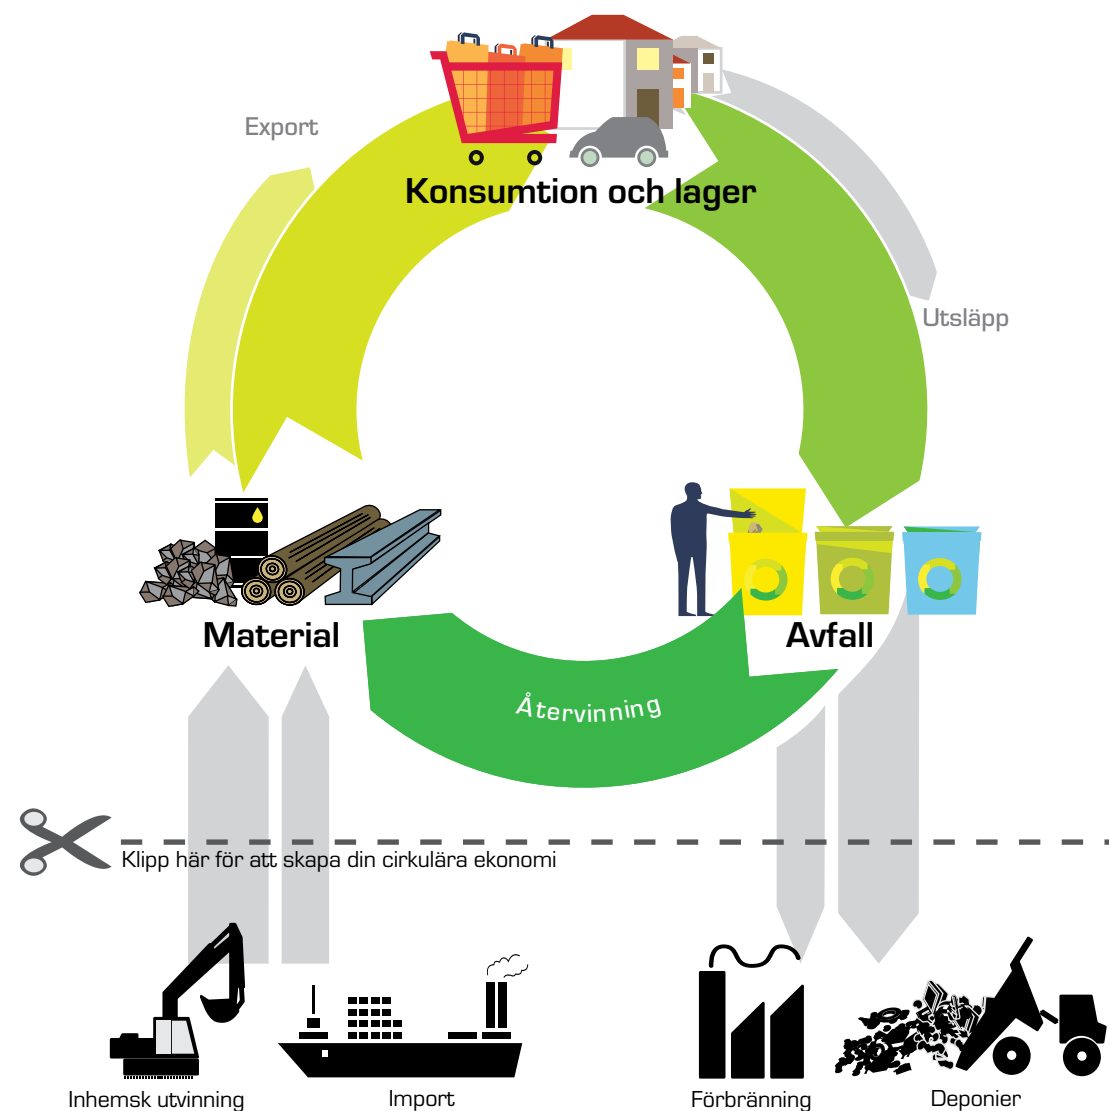 Export
Konsumtion och lager
Utsläpp
Material
Avfall
Återvinning
Klipp här för att skapa din cirkulära ekonomi
Inhemsk utvinning
Import
Förbränning
Deponier